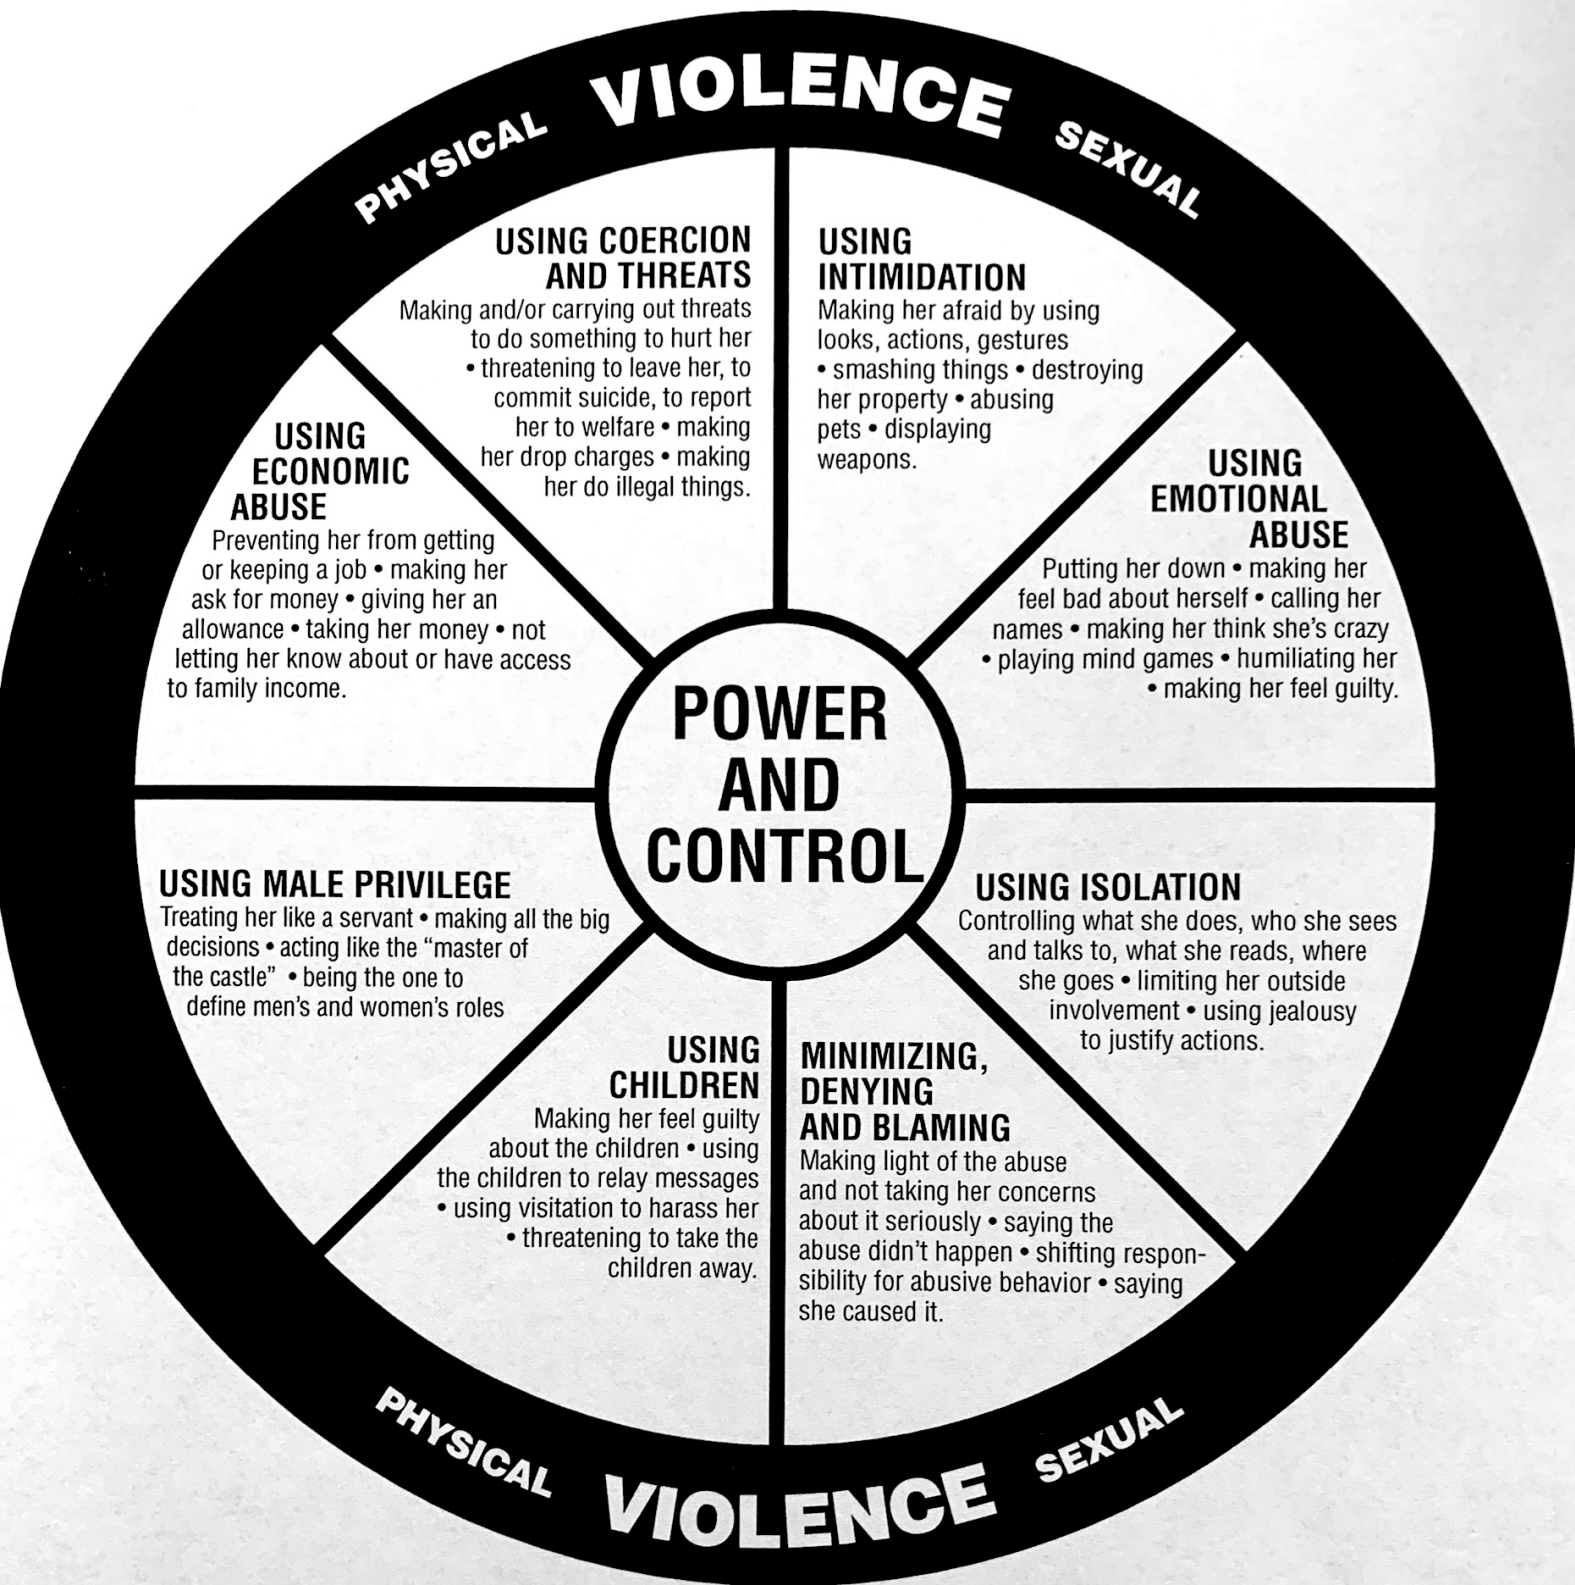 PHYSICAL VIOLENCE SEXUAL
USING COERCION
AND THREATS
Making and/or carrying out threats
to do something to hurt her
• threatening to leave her, to
commit suicide, to report
her to welfare • making
her drop charges • making
her do illegal things.
USING
INTIMIDATION
Making her afraid by using
looks, actions, gestures
• smashing things • destroying
her property • abusing
pets • displaying
weapons.
USING
ECONOMIC
ABUSE
Preventing her from getting
or keeping a job • making her
ask for money • giving her an
allowance • taking her money • not
letting her know about or have access
to family income.
USING
EMOTIONAL
ABUSE
Putting her down • making her
feel bad about herself • calling her
names • making her think she's crazy
• playing mind games • humiliating her
• making her feel guilty.
POWER
AND
CONTROL
USING MALE PRIVILEGE
Treating her like a servant • making all the big
decisions • acting like the “master of
the castle” • being the one to
define men's and women's roles
USING ISOLATION
Controlling what she does, who she sees
and talks to, what she reads, where
she goes • limiting her outside
involvement • using jealousy
to justify actions.
USING
CHILDREN
Making her feel guilty
about the children • using
the children to relay messages
• using visitation to harass her
• threatening to take the
children away.
MINIMIZING,
DENYING
AND BLAMING
Making light of the abuse
and not taking her concerns
about it seriously • saying the
abuse didn't happen • shifting respon-
sibility for abusive behavior • saying
she caused it.
PHYSICAL VIOLENCE SEXUAL